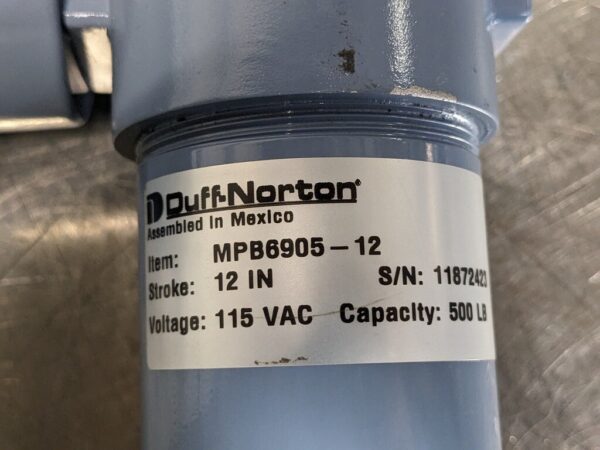 Duff-Norton®
Assembled in Mexico
Item: MPB6905-12
Stroke: 12 IN S/N: 11872423
Voltage: 115 VAC Capacity: 500 LB